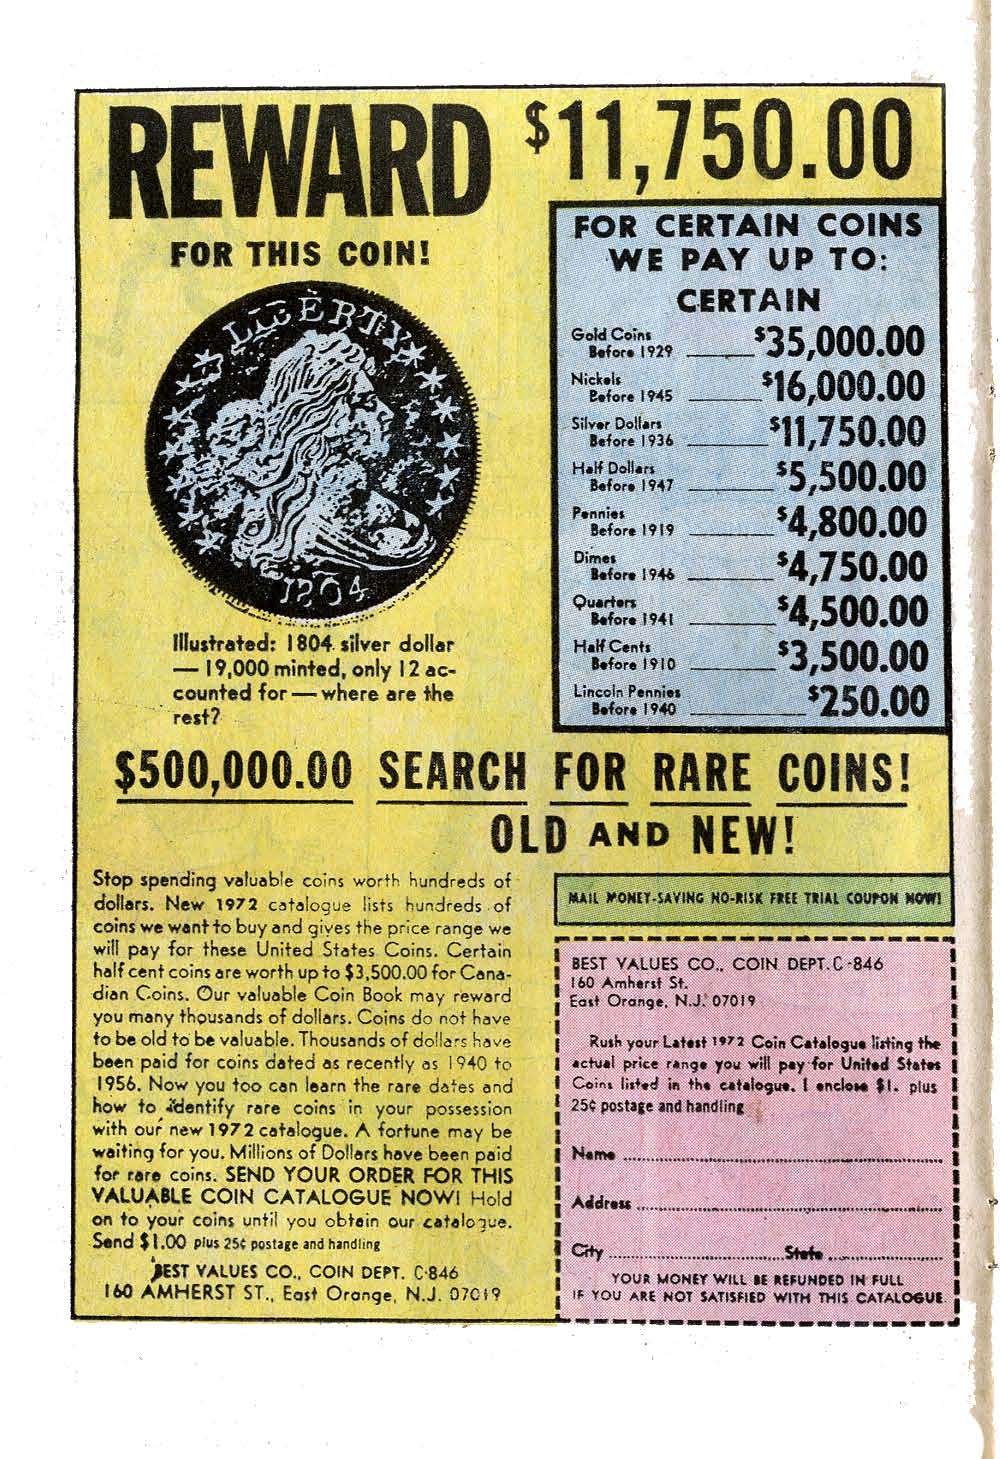 REWARD $11,750.00
FOR THIS COIN!
LIBERTY
1804
Illustrated: 1804 silver dollar
— 19,000 minted, only 12 ac-
counted for — where are the
rest?
FOR CERTAIN COINS
WE PAY UP TO:
CERTAIN
Gold Coins
Before 1929 $35,000.00
Nickels
Before 1945 $16,000.00
Silver Dollars
Before 1936 $11,750.00
Half Dollars
Before 1947 $5,500.00
Pennies
Before 1919 $4,800.00
Dimes
Before 1946 $4,750.00
Quarters
Before 1941 $4,500.00
Half Cents
Before 1910 $3,500.00
Lincoln Pennies
Before 1940 $250.00
$500,000.00 SEARCH FOR RARE COINS!
OLD AND NEW!
Stop spending valuable coins worth hundreds of
dollars. New 1972 catalogue lists hundreds of
coins we want to buy and gives the price range we
will pay for these United States Coins. Certain
half cent coins are worth up to $3,500.00 for Cana-
dian Coins. Our valuable Coin Book may reward
you many thousands of dollars. Coins do not have
to be old to be valuable. Thousands of dollars have
been paid for coins dated as recently as 1940 to
1956. Now you too can learn the rare dates and
how to identify rare coins in your possession
with our new 1972 catalogue. A fortune may be
waiting for you. Millions of Dollars have been paid
for rare coins. SEND YOUR ORDER FOR THIS
VALUABLE COIN CATALOGUE NOW! Hold
on to your coins until you obtain our catalogue.
Send $1.00 plus 25¢ postage and handling
BEST VALUES CO., COIN DEPT. C-846
160 AMHERST ST., East Orange, N.J. 07019
MAIL MONEY-SAVING NO-RISK FREE TRIAL COUPON NOW!
BEST VALUES CO., COIN DEPT. C-846
160 Amherst St.
East Orange, N.J. 07019
Rush your Latest 1972 Coin Catalogue listing the
actual price range you will pay for United States
Coins listed in the catalogue. I enclose $1. plus
25¢ postage and handling
Name
Address
City State
YOUR MONEY WILL BE REFUNDED IN FULL
IF YOU ARE NOT SATISFIED WITH THIS CATALOGUE.